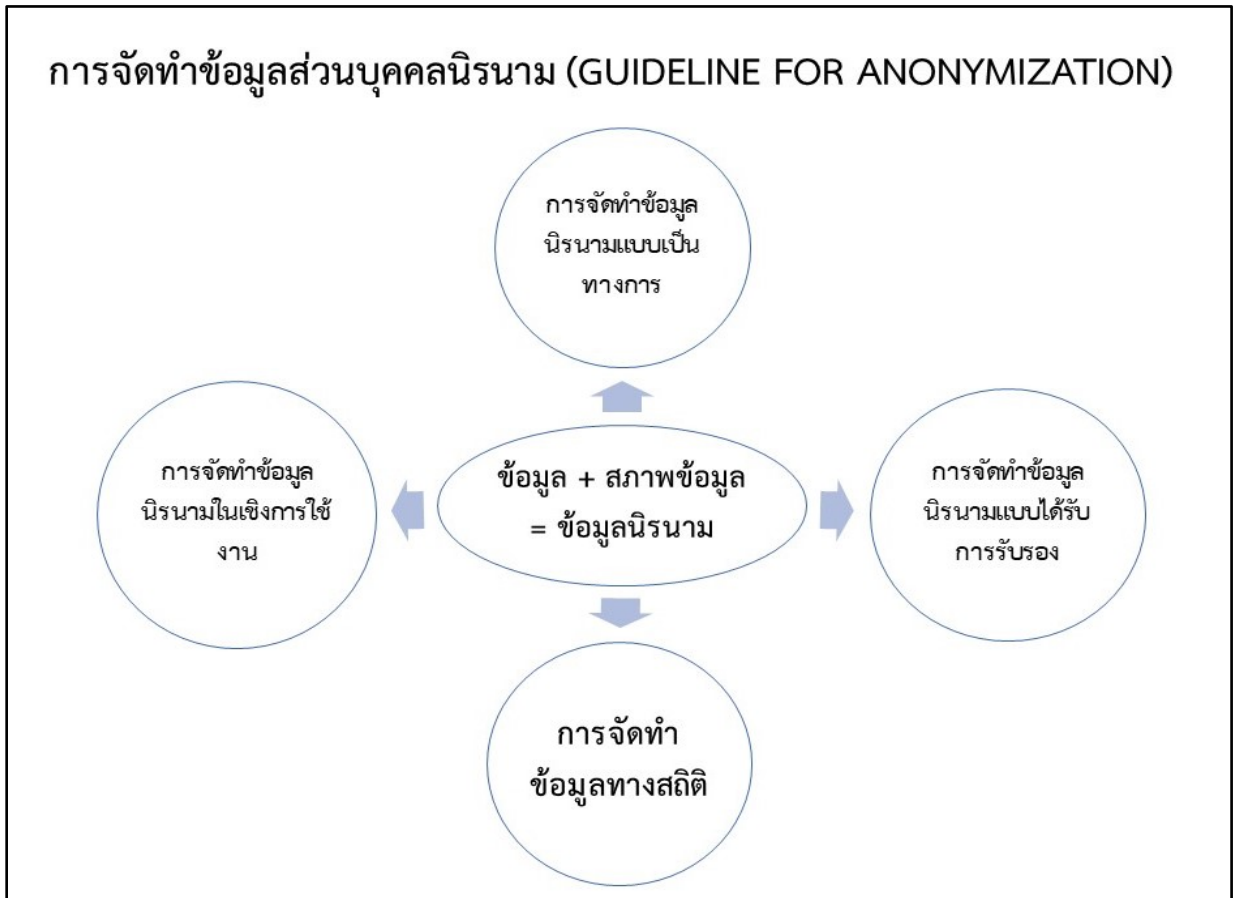 การจัดทำข้อมูลส่วนบุคคลนิรนาม (GUIDELINE FOR ANONYMIZATION)
การจัดทำข้อมูล
นิรนามแบบเป็น
ทางการ
การจัดทำข้อมูล
นิรนามในเชิงการใช้
งาน
ข้อมูล + สภาพข้อมูล
= ข้อมูลนิรนาม
การจัดทำข้อมูล
นิรนามแบบได้รับ
การรับรอง
การจัดทำ
ข้อมูลทางสถิติ